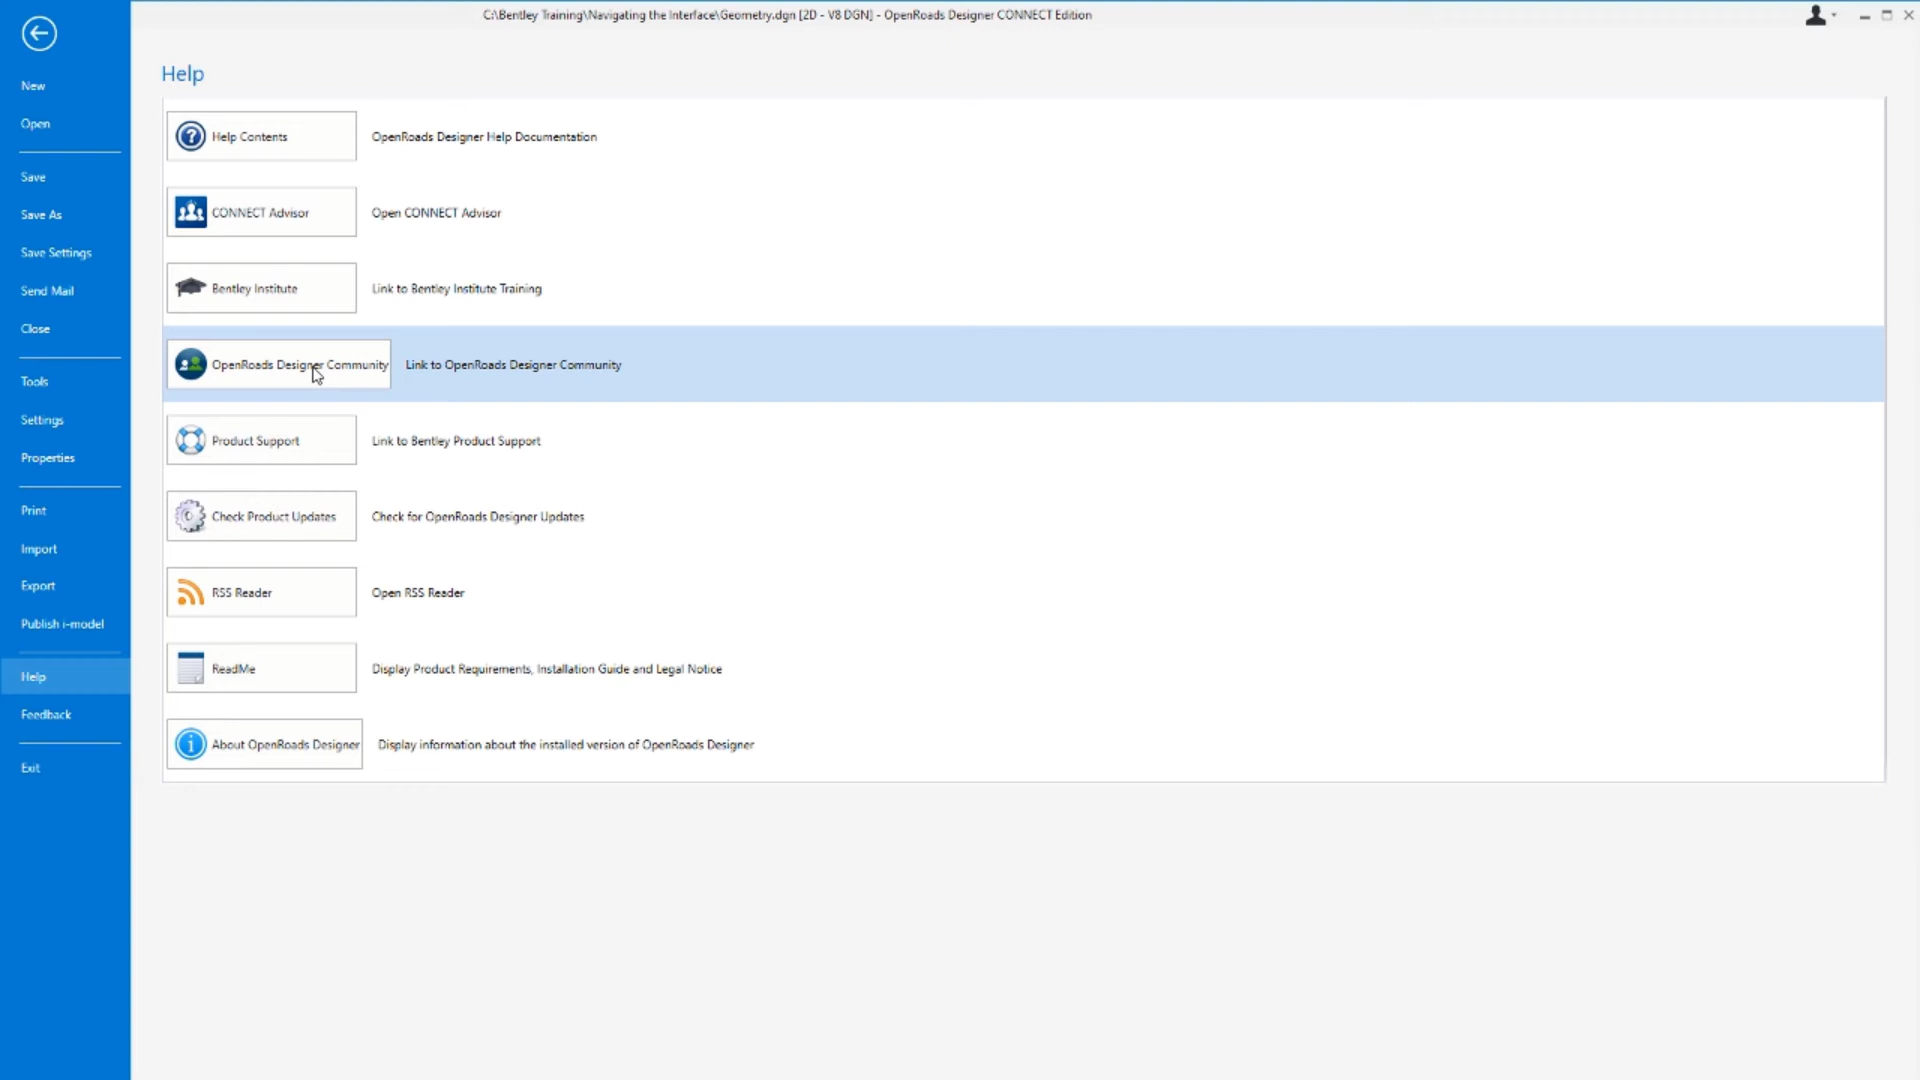 C:\Bentley Training\Navigating the Interface\Geometry.dgn [2D - V8 DGN] - OpenRoads Designer CONNECT Edition
New
Open
Save
Save As
Save Settings
Send Mail
Close
Tools
Settings
Properties
Print
Import
Export
Publish i-model
Help
Feedback
Exit
Help
Help Contents OpenRoads Designer Help Documentation
CONNECT Advisor Open CONNECT Advisor
Bentley Institute Link to Bentley Institute Training
OpenRoads Designer Community Link to OpenRoads Designer Community
Product Support Link to Bentley Product Support
Check Product Updates Check for OpenRoads Designer Updates
RSS Reader Open RSS Reader
ReadMe Display Product Requirements, Installation Guide and Legal Notice
About OpenRoads Designer Display information about the installed version of OpenRoads Designer